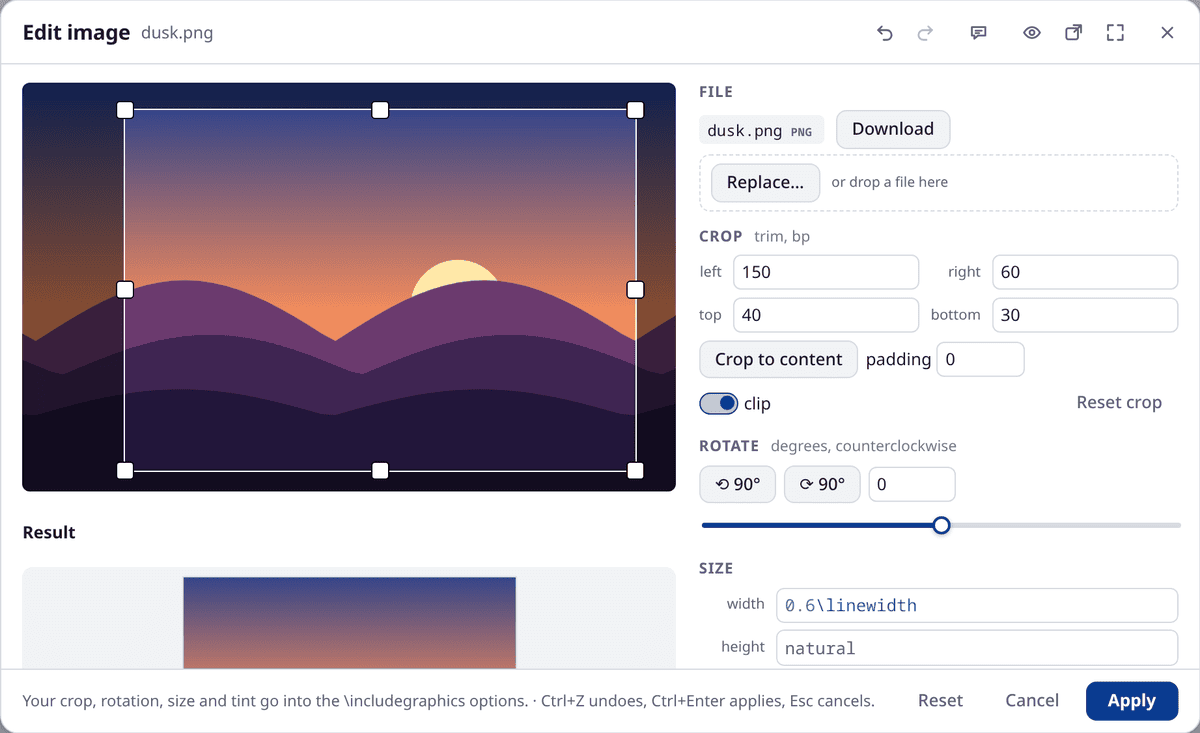 Edit image dusk.png
FILE
dusk.png PNG Download
Replace... or drop a file here
CROP trim, bp
left 150 right 60
top 40 bottom 30
Crop to content padding 0
clip Reset crop
ROTATE degrees, counterclockwise
⟲ 90° ⟳ 90° 0
Result
SIZE
width 0.6\linewidth
height natural
Your crop, rotation, size and tint go into the \includegraphics options. · Ctrl+Z undoes, Ctrl+Enter applies, Esc cancels. Reset Cancel Apply